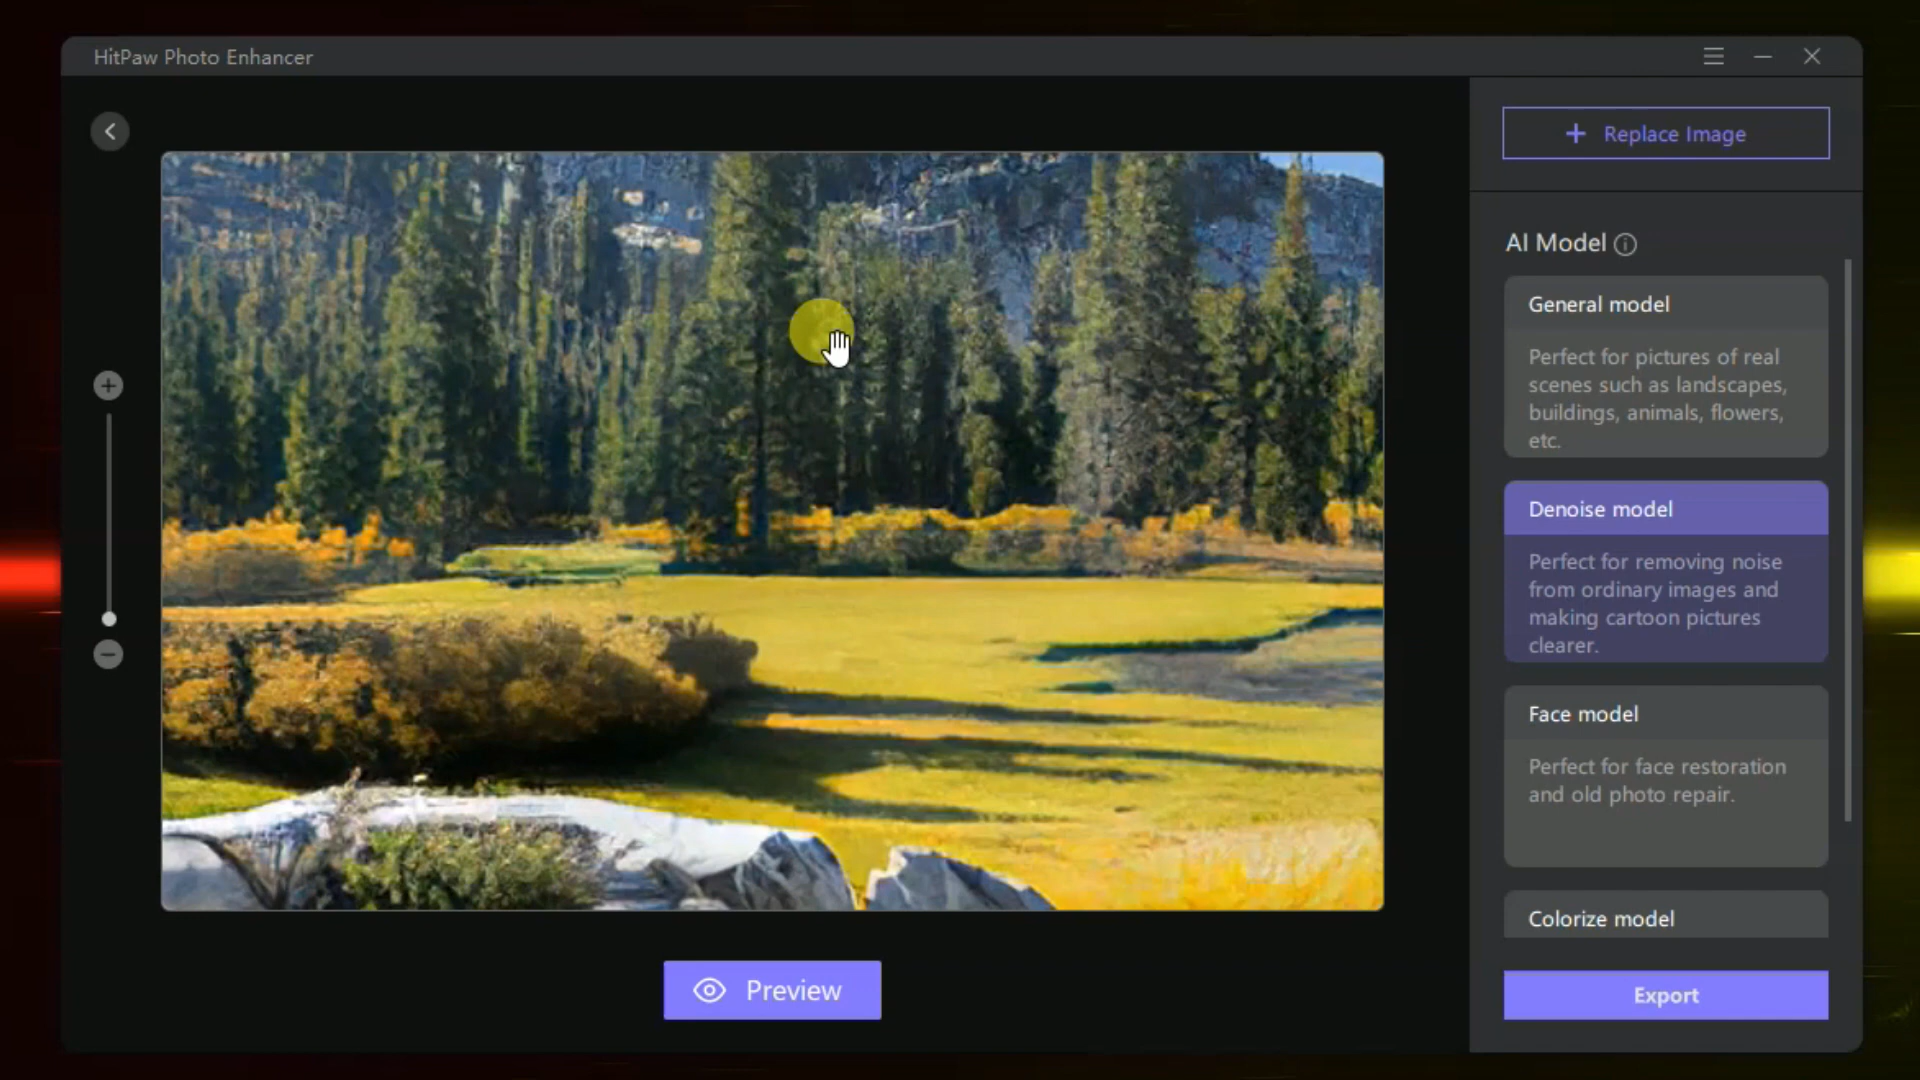 HitPaw Photo Enhancer
Replace Image
AI Model
General model
Perfect for pictures of real
scenes such as landscapes,
buildings, animals, flowers,
etc.
Denoise model
Perfect for removing noise
from ordinary images and
making cartoon pictures
clearer.
Face model
Perfect for face restoration
and old photo repair.
Colorize model
Preview
Export